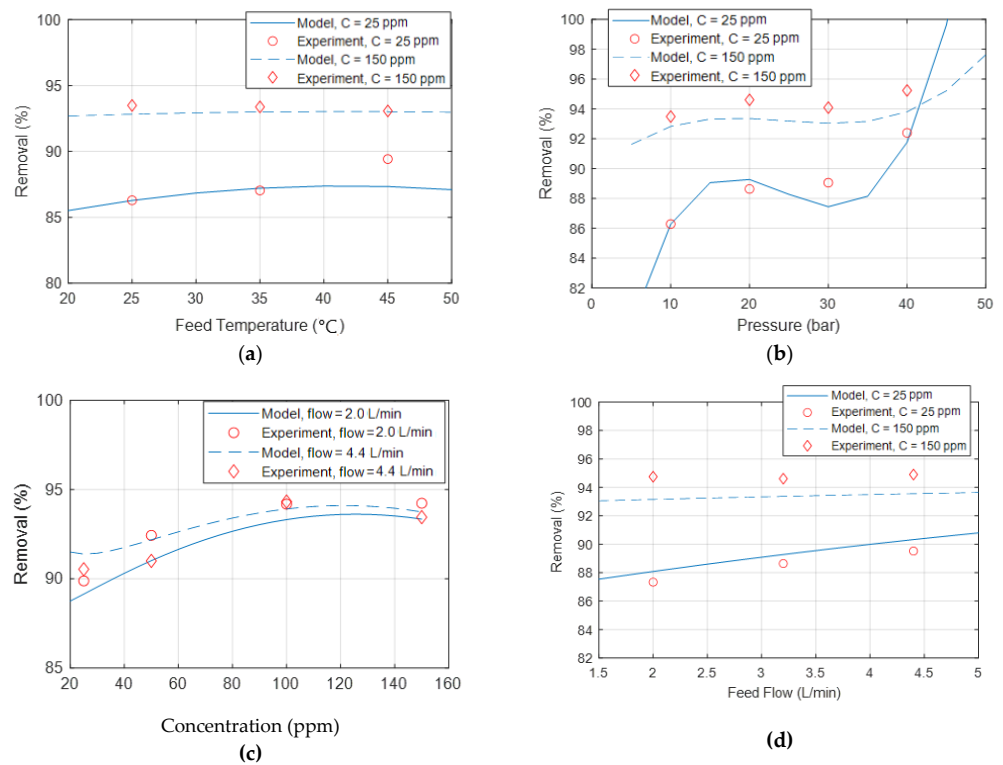 100
95
90
85
80
20
25
30
35
40
45
50
Removal (%)
Feed Temperature (°C)
Model, C = 25 ppm
Experiment, C = 25 ppm
Model, C = 150 ppm
Experiment, C = 150 ppm
(a)
100
98
96
94
92
90
88
86
84
82
0
10
20
30
40
50
Removal (%)
Pressure (bar)
Model, C = 25 ppm
Experiment, C = 25 ppm
Model, C = 150 ppm
Experiment, C = 150 ppm
(b)
100
95
90
85
20
40
60
80
100
120
140
160
Removal (%)
Concentration (ppm)
Model, flow = 2.0 L/min
Experiment, flow = 2.0 L/min
Model, flow = 4.4 L/min
Experiment, flow = 4.4 L/min
(c)
100
98
96
94
92
90
88
86
84
82
1.5
2
2.5
3
3.5
4
4.5
5
Removal (%)
Feed Flow (L/min)
Model, C = 25 ppm
Experiment, C = 25 ppm
Model, C = 150 ppm
Experiment, C = 150 ppm
(d)